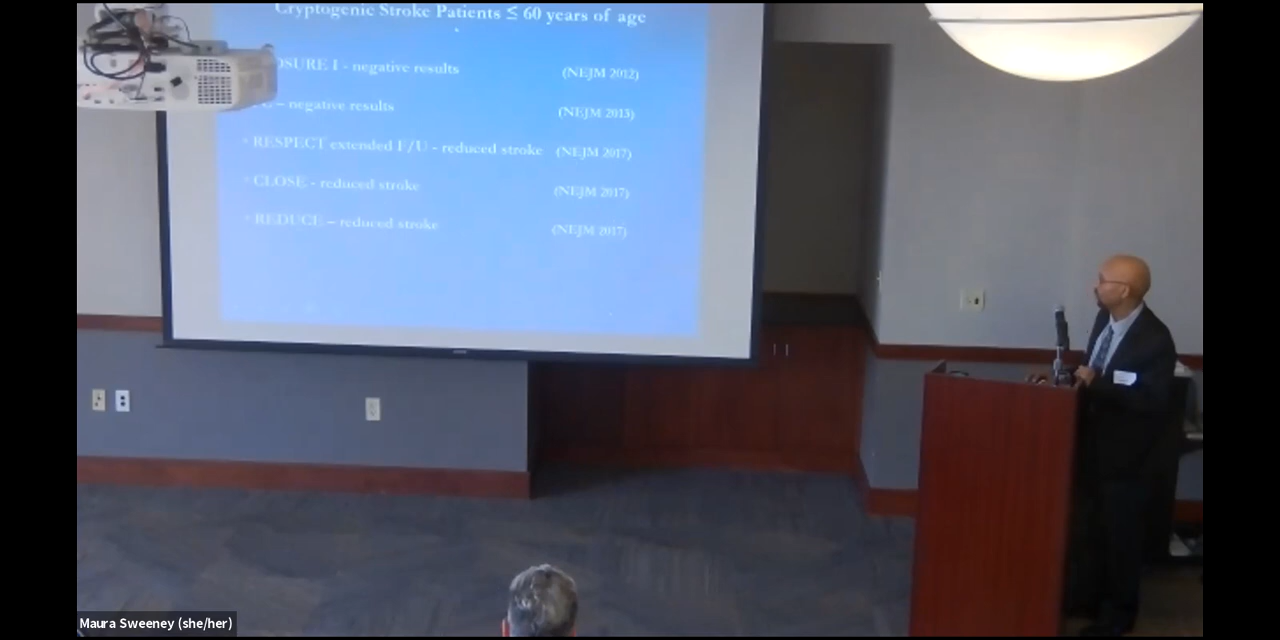 Cryptogenic Stroke Patients ≤ 60 years of age
OSURE I - negative results (NEJM 2012)
– negative results (NEJM 2013)
• RESPECT extended F/U - reduced stroke (NEJM 2017)
• CLOSE - reduced stroke (NEJM 2017)
• REDUCE – reduced stroke (NEJM 2017)
Maura Sweeney (she/her)